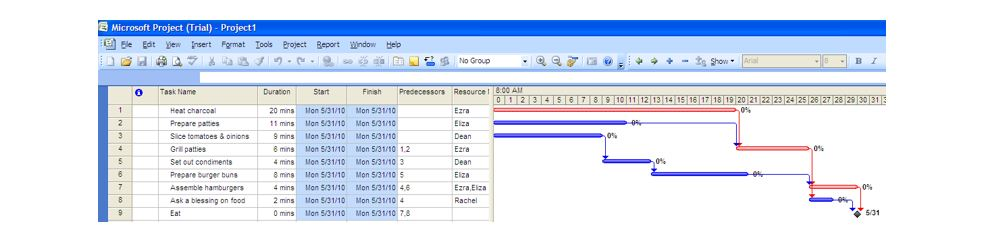 Microsoft Project (Trial) - Project1
File Edit View Insert Format Tools Project Report Window Help
No Group Show Arial 8 B I
Task Name Duration Start Finish Predecessors Resource 8:00 AM
0 1 2 3 4 5 6 7 8 9 10 11 12 13 14 15 16 17 18 19 20 21 22 23 24 25 26 27 28 29 30 31 3
1 Heat charcoal 20 mins Mon 5/31/10 Mon 5/31/10 Ezra 0%
2 Prepare patties 11 mins Mon 5/31/10 Mon 5/31/10 Eliza 0%
3 Slice tomatoes & onions 9 mins Mon 5/31/10 Mon 5/31/10 Dean 0%
4 Grill patties 6 mins Mon 5/31/10 Mon 5/31/10 1,2 Ezra 0%
5 Set out condiments 4 mins Mon 5/31/10 Mon 5/31/10 3 Dean 0%
6 Prepare burger buns 8 mins Mon 5/31/10 Mon 5/31/10 5 Eliza 0%
7 Assemble hamburgers 4 mins Mon 5/31/10 Mon 5/31/10 4,6 Ezra,Eliza 0%
8 Ask a blessing on food 2 mins Mon 5/31/10 Mon 5/31/10 4 Rachel 0%
9 Eat 0 mins Mon 5/31/10 Mon 5/31/10 7,8 5/31